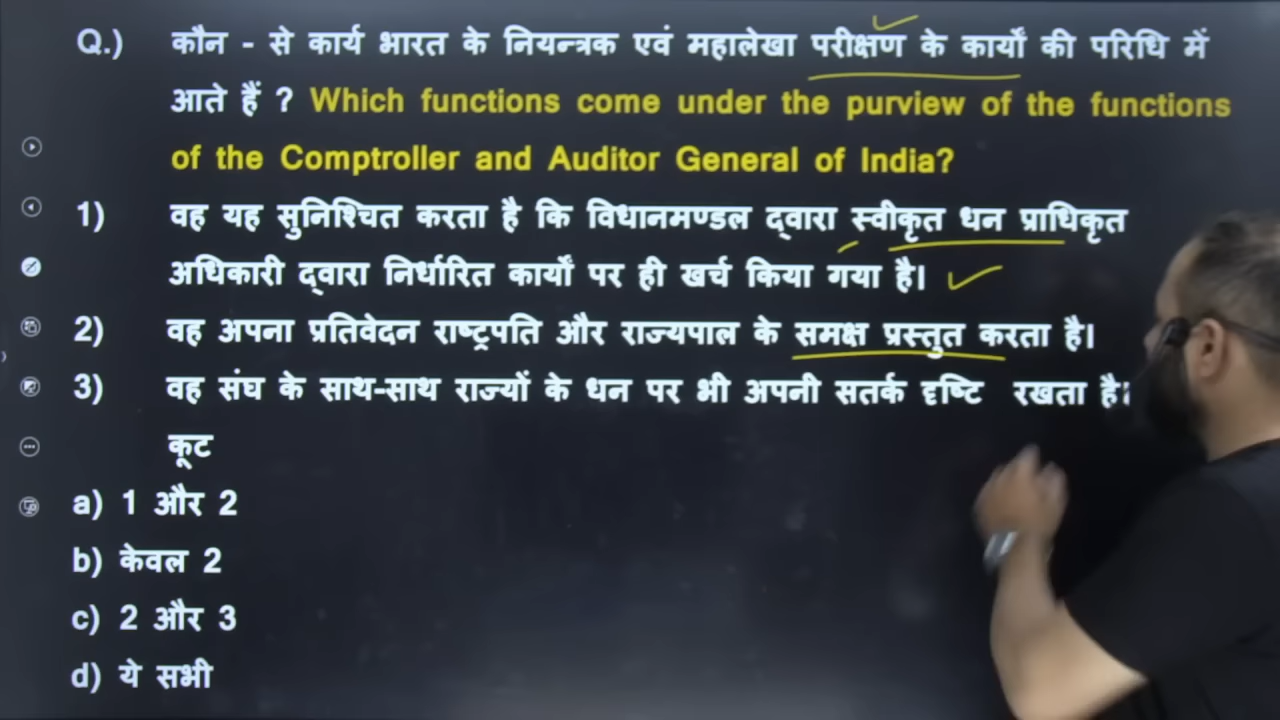 Q.) कौन - से कार्य भारत के नियन्त्रक एवं महालेखा परीक्षण के कार्यों की परिधि में
आते हैं ? Which functions come under the purview of the functions
of the Comptroller and Auditor General of India?
1) वह यह सुनिश्चित करता है कि विधानमण्डल द्वारा स्वीकृत धन प्राधिकृत
अधिकारी द्वारा निर्धारित कार्यों पर ही खर्च किया गया है।
2) वह अपना प्रतिवेदन राष्ट्रपति और राज्यपाल के समक्ष प्रस्तुत करता है।
3) वह संघ के साथ-साथ राज्यों के धन पर भी अपनी सतर्क दृष्टि रखता है।
कूट
a) 1 और 2
b) केवल 2
c) 2 और 3
d) ये सभी